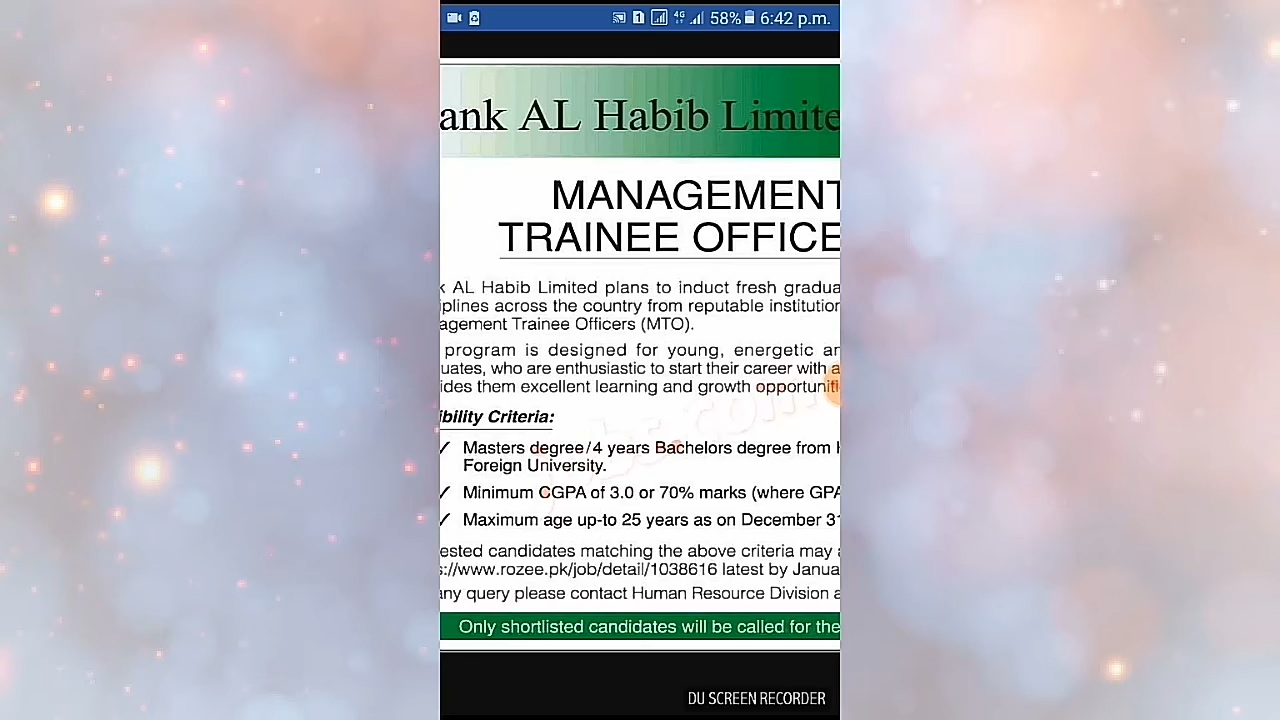 4G
58% 6:42 p.m.
ank AL Habib Limite
MANAGEMENT
TRAINEE OFFICE
k AL Habib Limited plans to induct fresh gradua
iplines across the country from reputable institution
agement Trainee Officers (MTO).
program is designed for young, energetic an
uates, who are enthusiastic to start their career with a
ides them excellent learning and growth opportuniti
ibility Criteria:
✓ Masters degree/4 years Bachelors degree from H
Foreign University.
✓ Minimum CGPA of 3.0 or 70% marks (where GPA
✓ Maximum age up-to 25 years as on December 31
ested candidates matching the above criteria may a
s://www.rozee.pk/job/detail/1038616 latest by Janua
any query please contact Human Resource Division a
Only shortlisted candidates will be called for the
DU SCREEN RECORDER